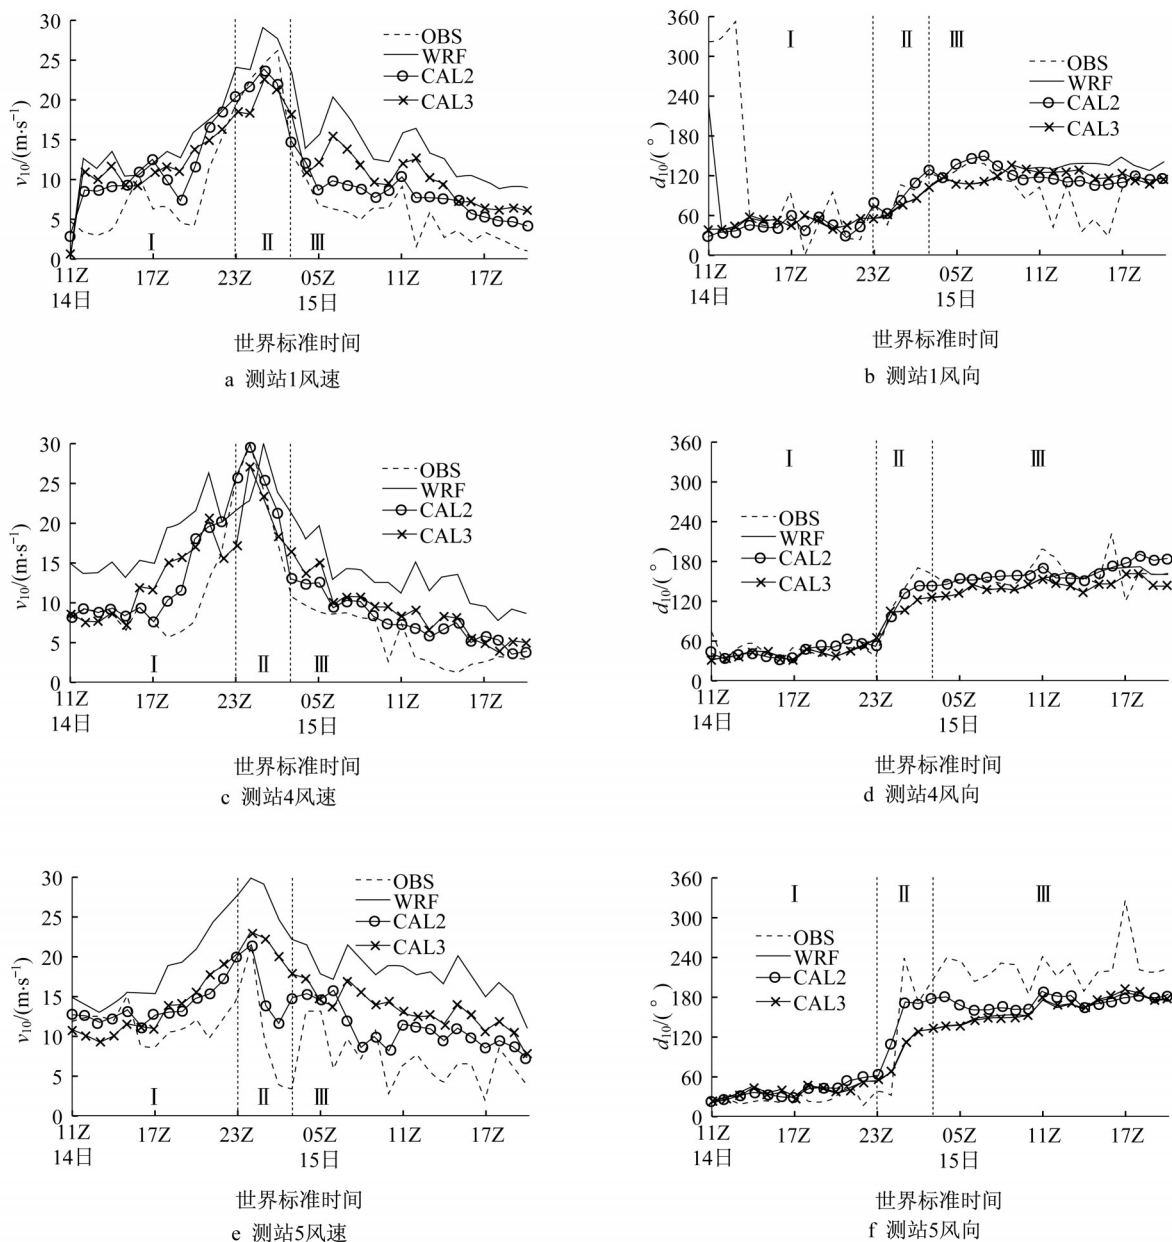 30
25
20
15
10
5
0
v₁₀/(m·s⁻¹)
OBS
WRF
CAL2
CAL3
Ⅰ Ⅱ Ⅲ
11Z 17Z 23Z 05Z 11Z 17Z
14日 15日
世界标准时间
a 测站1风速
360
300
240
180
120
60
0
d₁₀/(°)
Ⅰ Ⅱ Ⅲ
OBS
WRF
CAL2
CAL3
11Z 17Z 23Z 05Z 11Z 17Z
14日 15日
世界标准时间
b 测站1风向
30
25
20
15
10
5
0
v₁₀/(m·s⁻¹)
OBS
WRF
CAL2
CAL3
Ⅰ Ⅱ Ⅲ
11Z 17Z 23Z 05Z 11Z 17Z
14日 15日
世界标准时间
c 测站4风速
360
300
240
180
120
60
0
d₁₀/(°)
Ⅰ Ⅱ Ⅲ
OBS
WRF
CAL2
CAL3
11Z 17Z 23Z 05Z 11Z 17Z
14日 15日
世界标准时间
d 测站4风向
30
25
20
15
10
5
0
v₁₀/(m·s⁻¹)
OBS
WRF
CAL2
CAL3
Ⅰ Ⅱ Ⅲ
11Z 17Z 23Z 05Z 11Z 17Z
14日 15日
世界标准时间
e 测站5风速
360
300
240
180
120
60
0
d₁₀/(°)
Ⅰ Ⅱ Ⅲ
OBS
WRF
CAL2
CAL3
11Z 17Z 23Z 05Z 11Z 17Z
14日 15日
世界标准时间
f 测站5风向